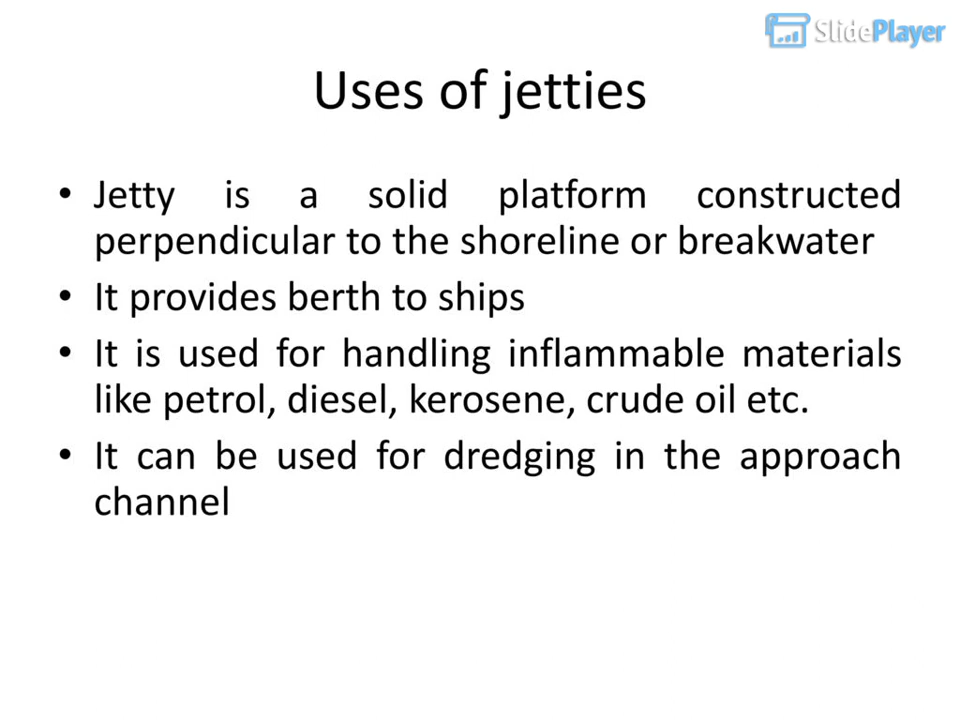 SlidePlayer
Uses of jetties
• Jetty is a solid platform constructed
perpendicular to the shoreline or breakwater
• It provides berth to ships
• It is used for handling inflammable materials
like petrol, diesel, kerosene, crude oil etc.
• It can be used for dredging in the approach
channel